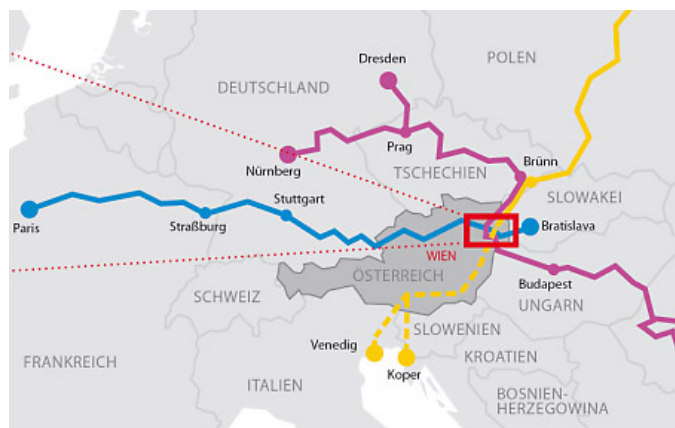 Dresden
POLEN
DEUTSCHLAND
Prag
Brünn
Nürnberg
TSCHECHIEN
SLOWAKEI
Stuttgart
Paris
Straßburg
Bratislava
WIEN
ÖSTERREICH
Budapest
SCHWEIZ
UNGARN
SLOWENIEN
Venedig
KROATIEN
FRANKREICH
Koper
ITALIEN
BOSNIEN-
HERZEGOWINA